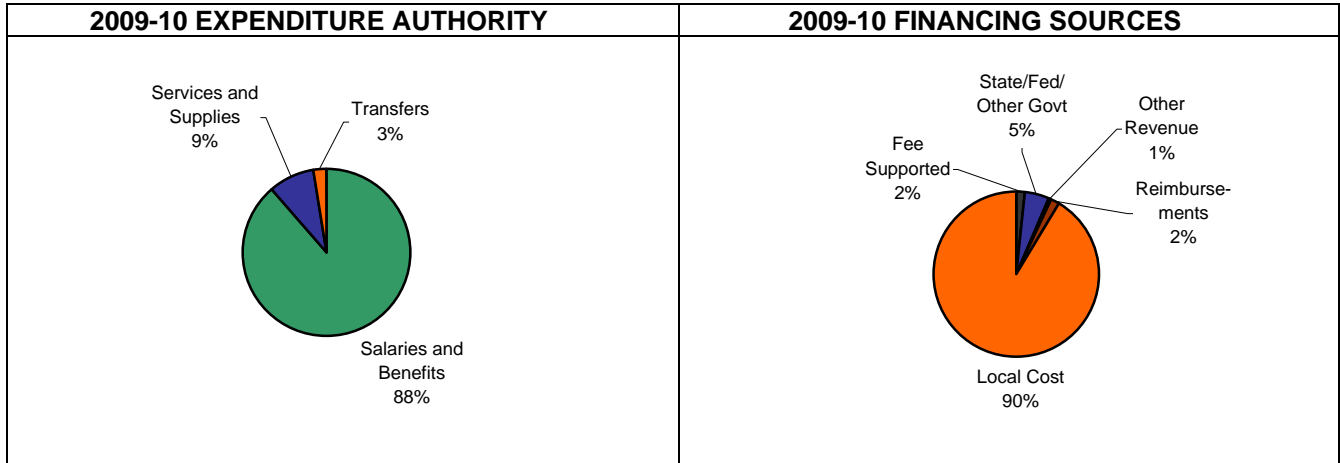 2009-10 EXPENDITURE AUTHORITY
Services and
Supplies
9%
Transfers
3%
Salaries and
Benefits
88%
2009-10 FINANCING SOURCES
Fee
Supported
2%
State/Fed/
Other Govt
5%
Other
Revenue
1%
Reimburse-
ments
2%
Local Cost
90%